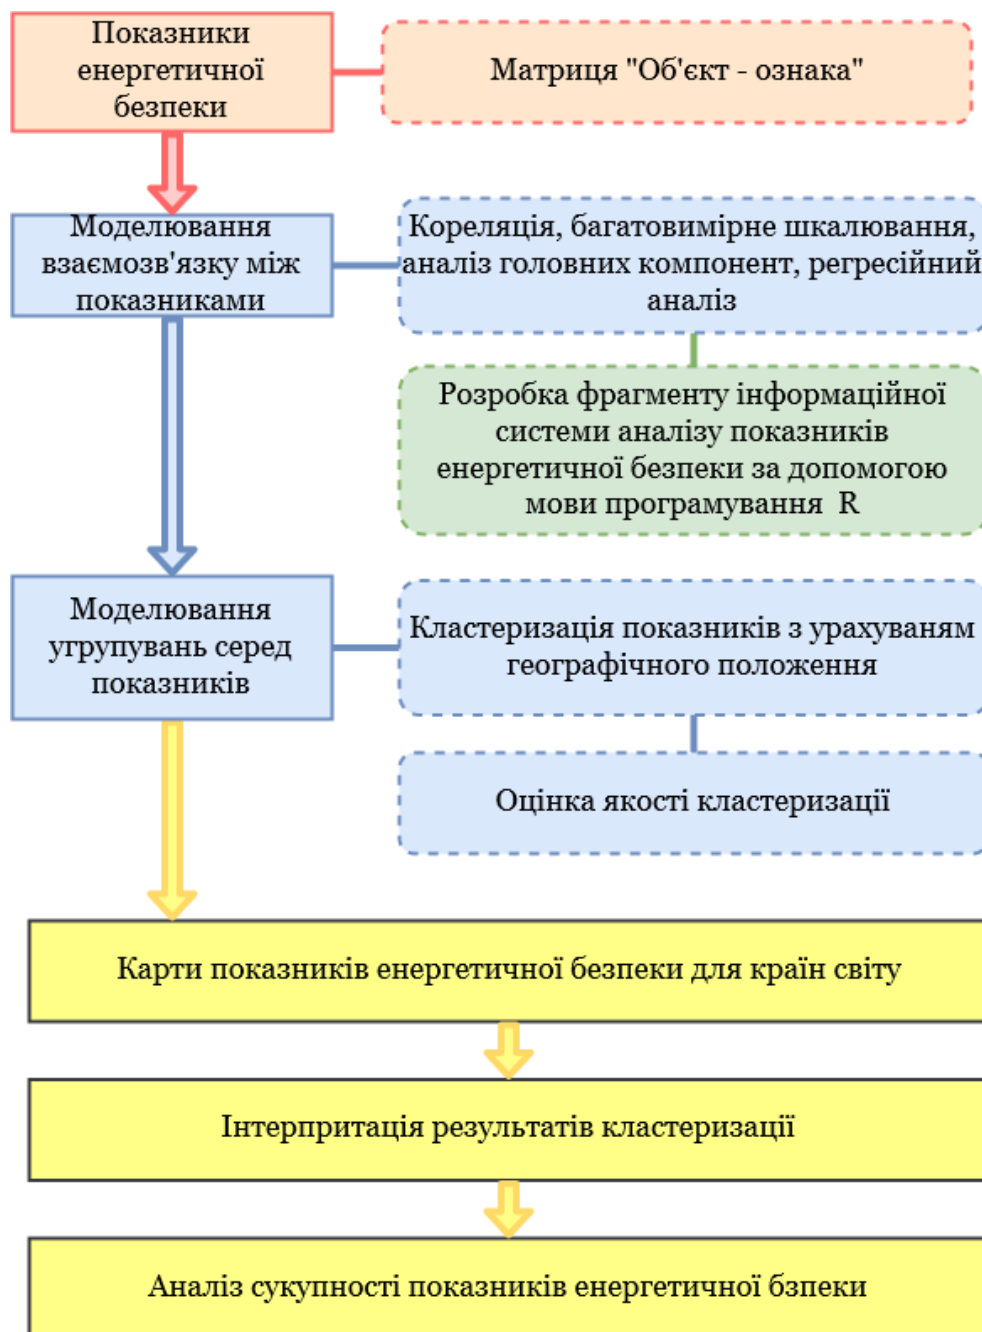 Показники
енергетичної
безпеки
Матриця "Об'єкт - ознака"
Моделювання
взаємозв'язку між
показниками
Кореляція, багатовимірне шкалювання,
аналіз головних компонент, регресійний
аналіз
Розробка фрагменту інформаційної
системи аналізу показників
енергетичної безпеки за допомогою
мови програмування R
Моделювання
угрупувань серед
показників
Кластеризація показників з урахуваням
географічного положення
Оцінка якості кластеризації
Карти показників енергетичної безпеки для країн світу
Інтерпритація результатів кластеризації
Аналіз сукупності показників енергетичної бзпеки